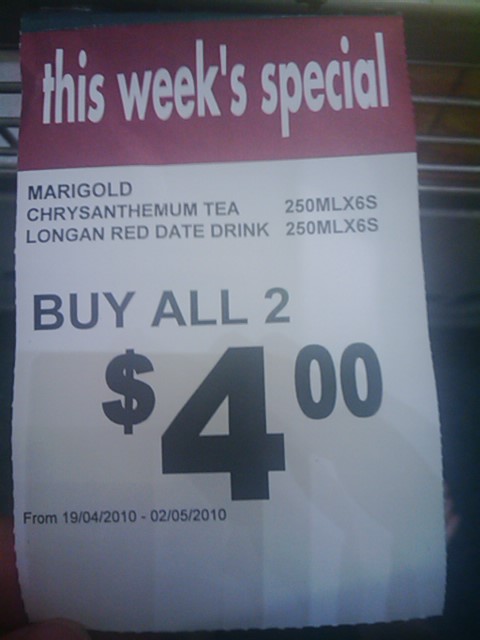 this week's special
MARIGOLD
CHRYSANTHEMUM TEA 250MLX6S
LONGAN RED DATE DRINK 250MLX6S
BUY ALL 2
$4.00
From 19/04/2010 - 02/05/2010